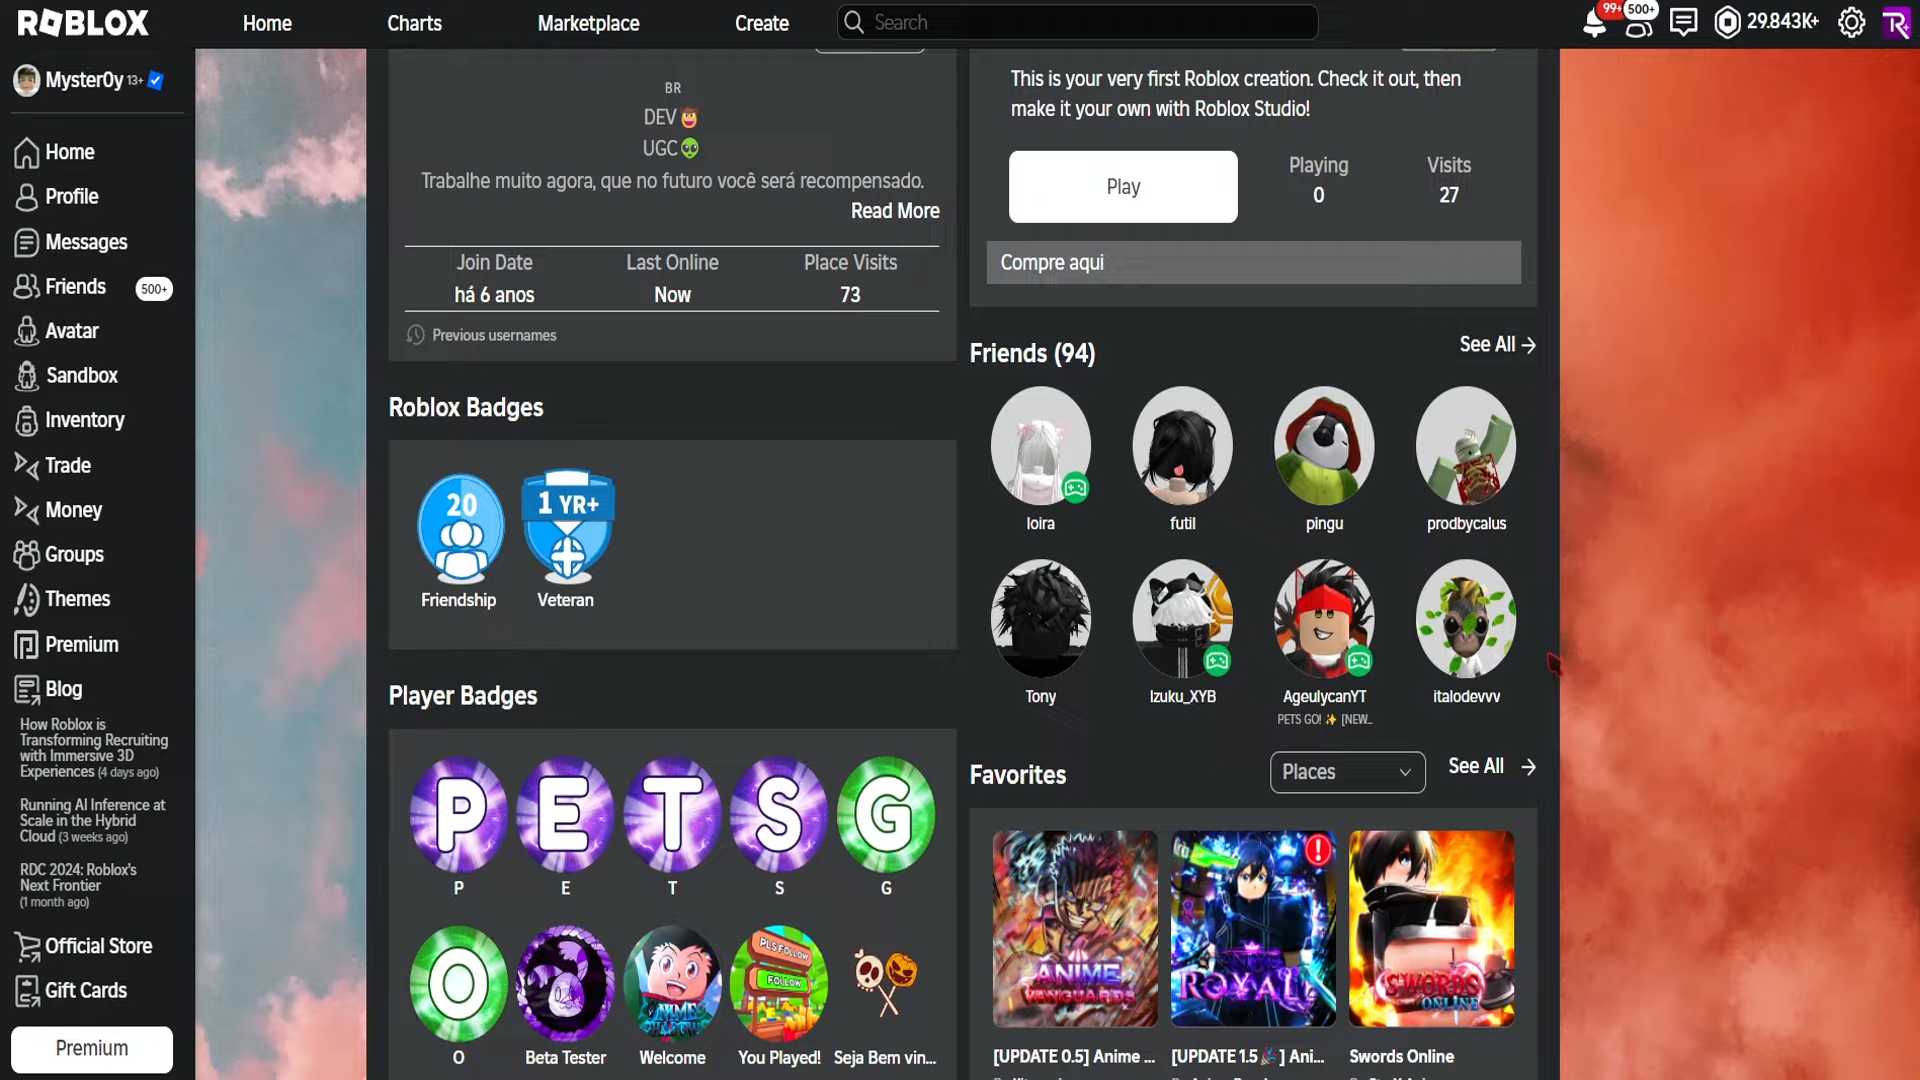 ROBLOX
Home
Charts
Marketplace
Create
Search
99+
500+
29.843K+
Myster0y 13+
Home
Profile
Messages
Friends
500+
Avatar
Sandbox
Inventory
Trade
Money
Groups
Themes
Premium
Blog
How Roblox is
Transforming Recruiting
with Immersive 3D
Experiences (4 days ago)
Running AI Inference at
Scale in the Hybrid
Cloud (3 weeks ago)
RDC 2024: Roblox's
Next Frontier
(1 month ago)
Official Store
Gift Cards
Premium
BR
DEV
UGC
Trabalhe muito agora, que no futuro você será recompensado.
Read More
Join Date
Last Online
Place Visits
há 6 anos
Now
73
Previous usernames
Roblox Badges
20
1 YR+
Friendship
Veteran
Player Badges
P
E
T
S
G
P
E
T
S
G
O
PLS FOLLOW
FOLLOW
O
Beta Tester
Welcome
You Played!
Seja Bem vin...
This is your very first Roblox creation. Check it out, then
make it your own with Roblox Studio!
Play
Playing
0
Visits
27
Compre aqui
Friends (94)
See All
loira
futil
pingu
prodbycalus
Tony
Izuku_XYB
AgeulycanYT
PETS GO! ✨ [NEW...
italodevvv
Favorites
Places
See All
ANIME
VANGUARDS
ROYALE
SWORDS
ONLINE
[UPDATE 0.5] Anime ...
[UPDATE 1.5 🎉] Ani...
Swords Online